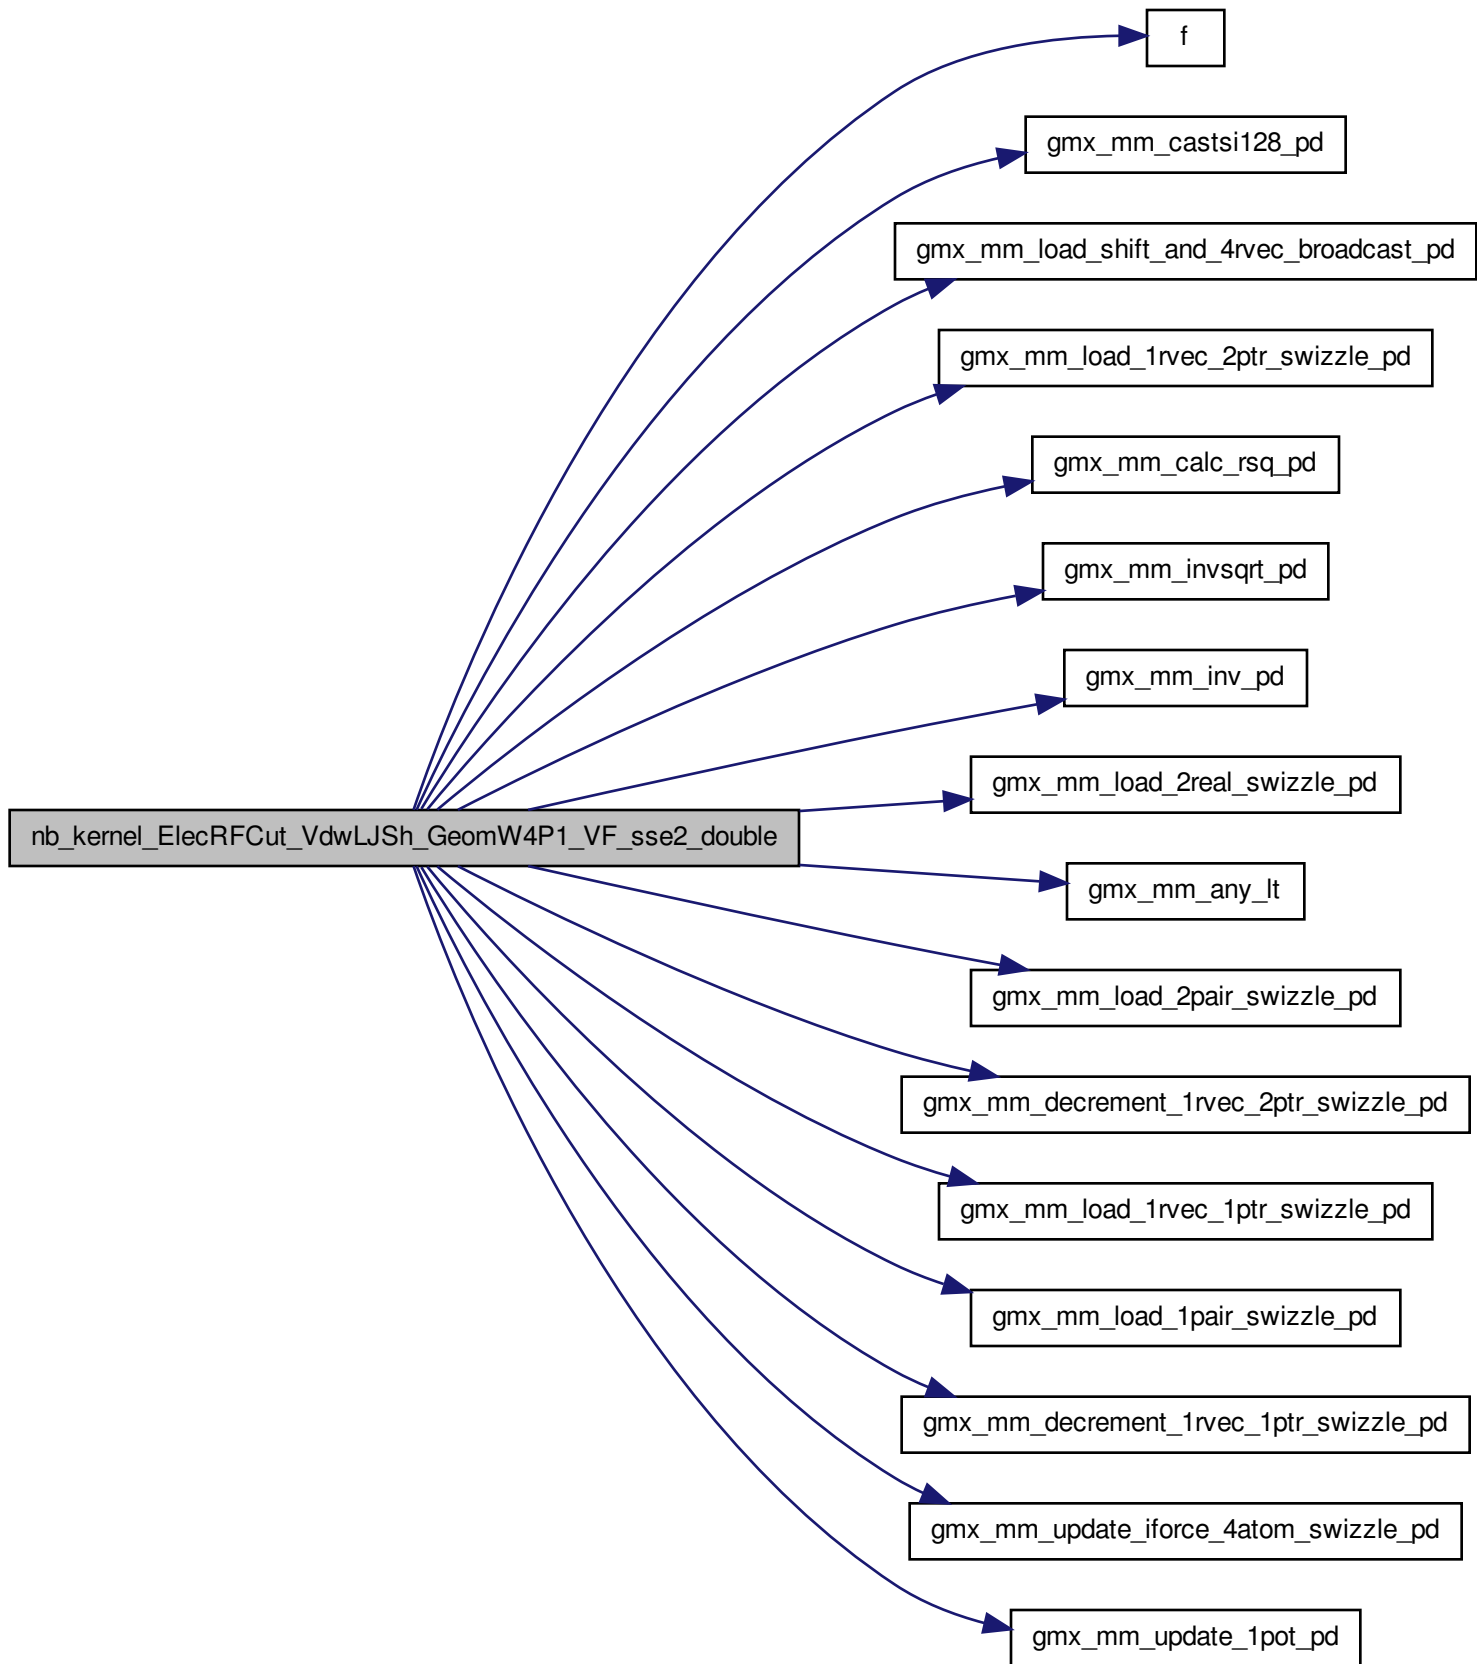 f
gmx_mm_castsi128_pd
gmx_mm_load_shift_and_4rvec_broadcast_pd
gmx_mm_load_1rvec_2ptr_swizzle_pd
gmx_mm_calc_rsq_pd
gmx_mm_invsqrt_pd
gmx_mm_inv_pd
gmx_mm_load_2real_swizzle_pd
nb_kernel_ElecRFCut_VdwLJSh_GeomW4P1_VF_sse2_double
gmx_mm_any_lt
gmx_mm_load_2pair_swizzle_pd
gmx_mm_decrement_1rvec_2ptr_swizzle_pd
gmx_mm_load_1rvec_1ptr_swizzle_pd
gmx_mm_load_1pair_swizzle_pd
gmx_mm_decrement_1rvec_1ptr_swizzle_pd
gmx_mm_update_iforce_4atom_swizzle_pd
gmx_mm_update_1pot_pd